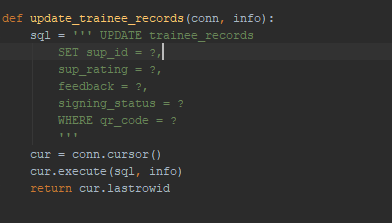 def update_trainee_records(conn, info):
    sql = ''' UPDATE trainee_records
        SET sup_id = ?,
        sup_rating = ?,
        feedback = ?,
        signing_status = ?
        WHERE qr_code = ?
        '''
    cur = conn.cursor()
    cur.execute(sql, info)
    return cur.lastrowid